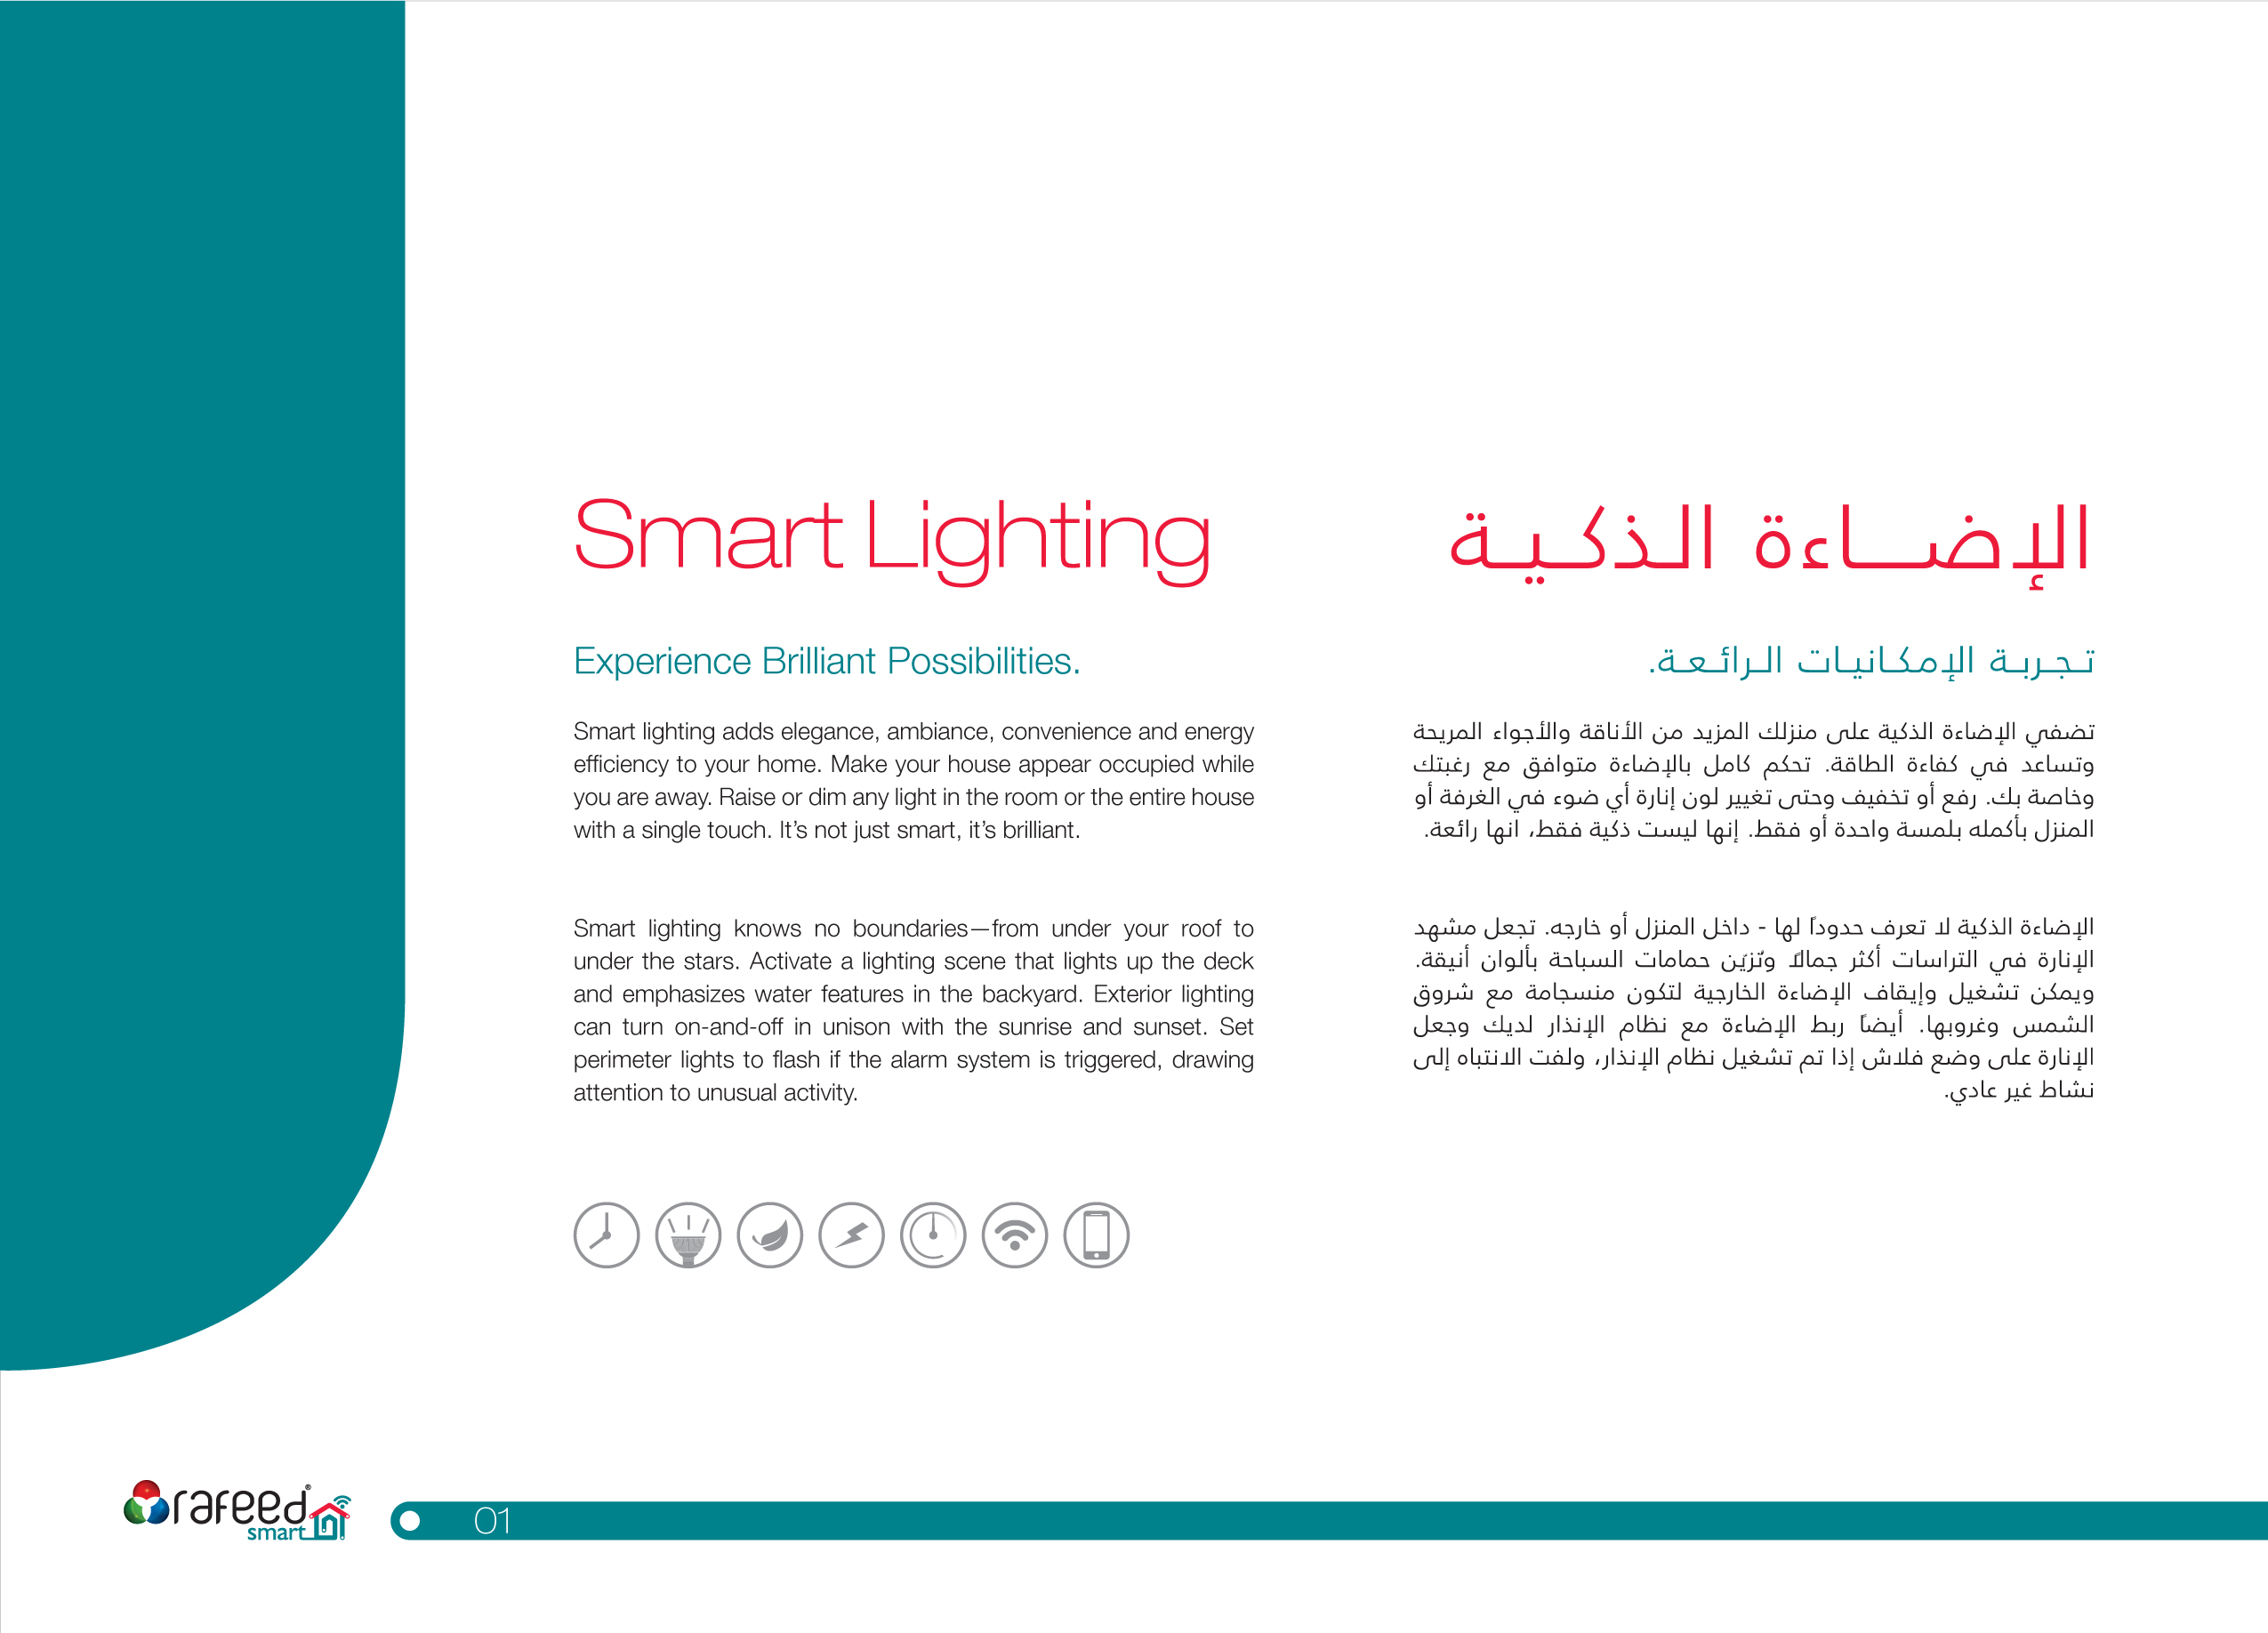 Smart Lighting
Experience Brilliant Possibilities.
Smart lighting adds elegance, ambiance, convenience and energy
efficiency to your home. Make your house appear occupied while
you are away. Raise or dim any light in the room or the entire house
with a single touch. It's not just smart, it's brilliant.
Smart lighting knows no boundaries—from under your roof to
under the stars. Activate a lighting scene that lights up the deck
and emphasizes water features in the backyard. Exterior lighting
can turn on-and-off in unison with the sunrise and sunset. Set
perimeter lights to flash if the alarm system is triggered, drawing
attention to unusual activity.
الإضاءة الذكية
تجربة الإمكانيات الرائعة.
تضفي الإضاءة الذكية على منزلك المزيد من الأناقة والأجواء المريحة
وتساعد في كفاءة الطاقة. تحكم كامل بالإضاءة متوافق مع رغبتك
وخاصة بك. رفع أو تخفيف وحتى تغيير لون إنارة أي ضوء في الغرفة أو
المنزل بأكمله بلمسة واحدة أو فقط. إنها ليست ذكية فقط، انها رائعة.
الإضاءة الذكية لا تعرف حدوداً لها - داخل المنزل أو خارجه. تجعل مشهد
الإنارة في التراسات أكثر جمالاً وتُزيَن حمامات السباحة بألوان أنيقة.
ويمكن تشغيل وإيقاف الإضاءة الخارجية لتكون منسجامة مع شروق
الشمس وغروبها. أيضاً ربط الإضاءة مع نظام الإنذار لديك وجعل
الإنارة على وضع فلاش إذا تم تشغيل نظام الإنذار، ولفت الانتباه إلى
نشاط غير عادي.
rafeed®
smart
01